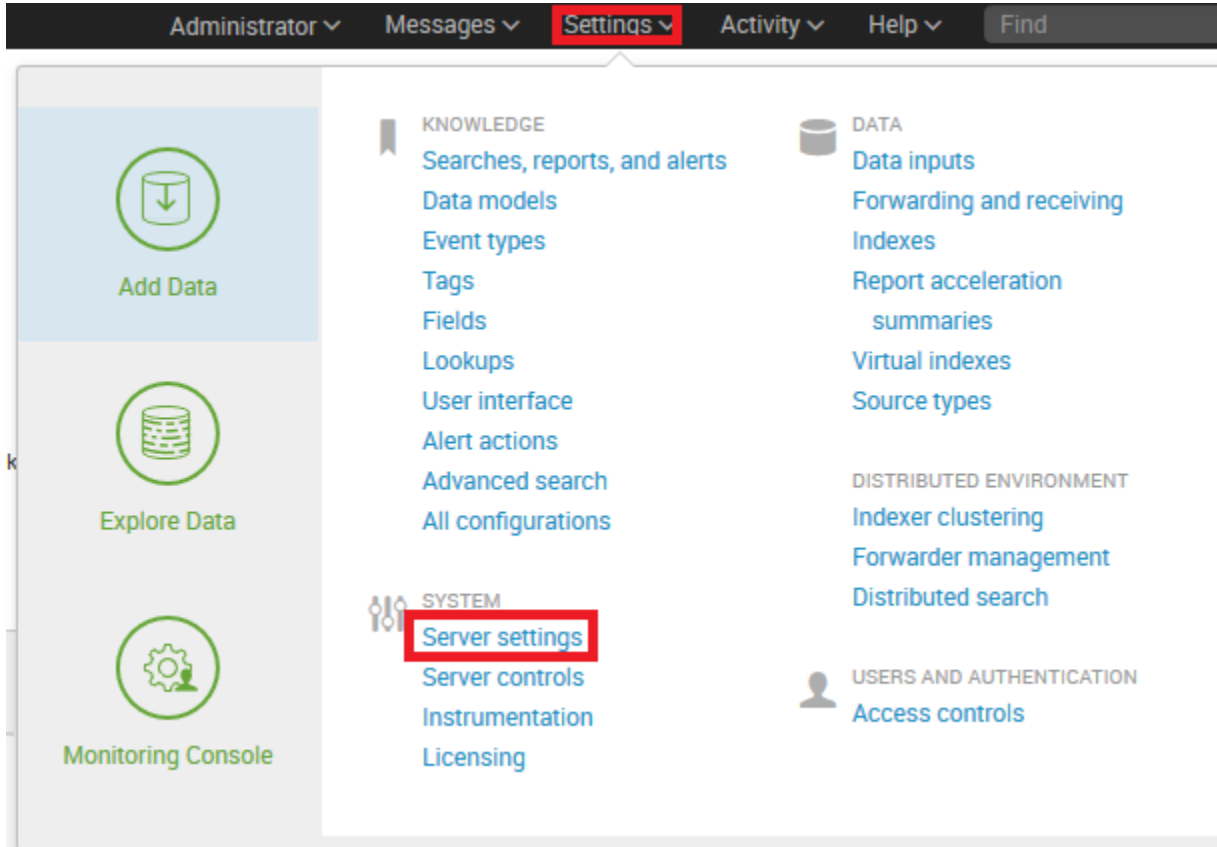 Administrator Messages Settings Activity Help Find
Add Data
Explore Data
Monitoring Console
KNOWLEDGE
Searches, reports, and alerts
Data models
Event types
Tags
Fields
Lookups
User interface
Alert actions
Advanced search
All configurations
SYSTEM
Server settings
Server controls
Instrumentation
Licensing
DATA
Data inputs
Forwarding and receiving
Indexes
Report acceleration
summaries
Virtual indexes
Source types
DISTRIBUTED ENVIRONMENT
Indexer clustering
Forwarder management
Distributed search
USERS AND AUTHENTICATION
Access controls